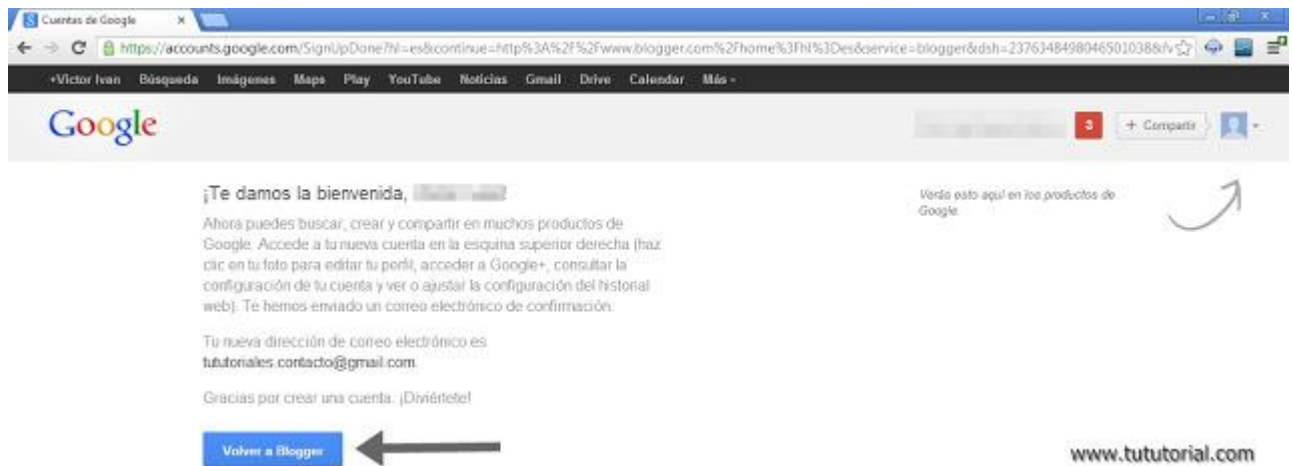 Cuentas de Google
https://accounts.google.com/SignUpDone?hl=es&continue=http%3A%2F%2Fwww.blogger.com%2Fhome%3Fhl%3Des&service=blogger&dsh=
+Victor Ivan Búsqueda Imágenes Maps Play YouTube Noticias Gmail Drive Calendar Más
Google
3 + Compartir
¡Te damos la bienvenida,
Verás esto aquí en los productos de
Google.
Ahora puedes buscar, crear y compartir en muchos productos de
Google. Accede a tu nueva cuenta en la esquina superior derecha (haz
clic en tu foto para editar tu perfil, acceder a Google+, consultar la
configuración de tu cuenta y ver o ajustar la configuración del historial
web). Te hemos enviado un correo electrónico de confirmación.
Tu nueva dirección de correo electrónico es
tututoriales.contacto@gmail.com
Gracias por crear una cuenta. ¡Diviértete!
Volver a Blogger
www.tututorial.com